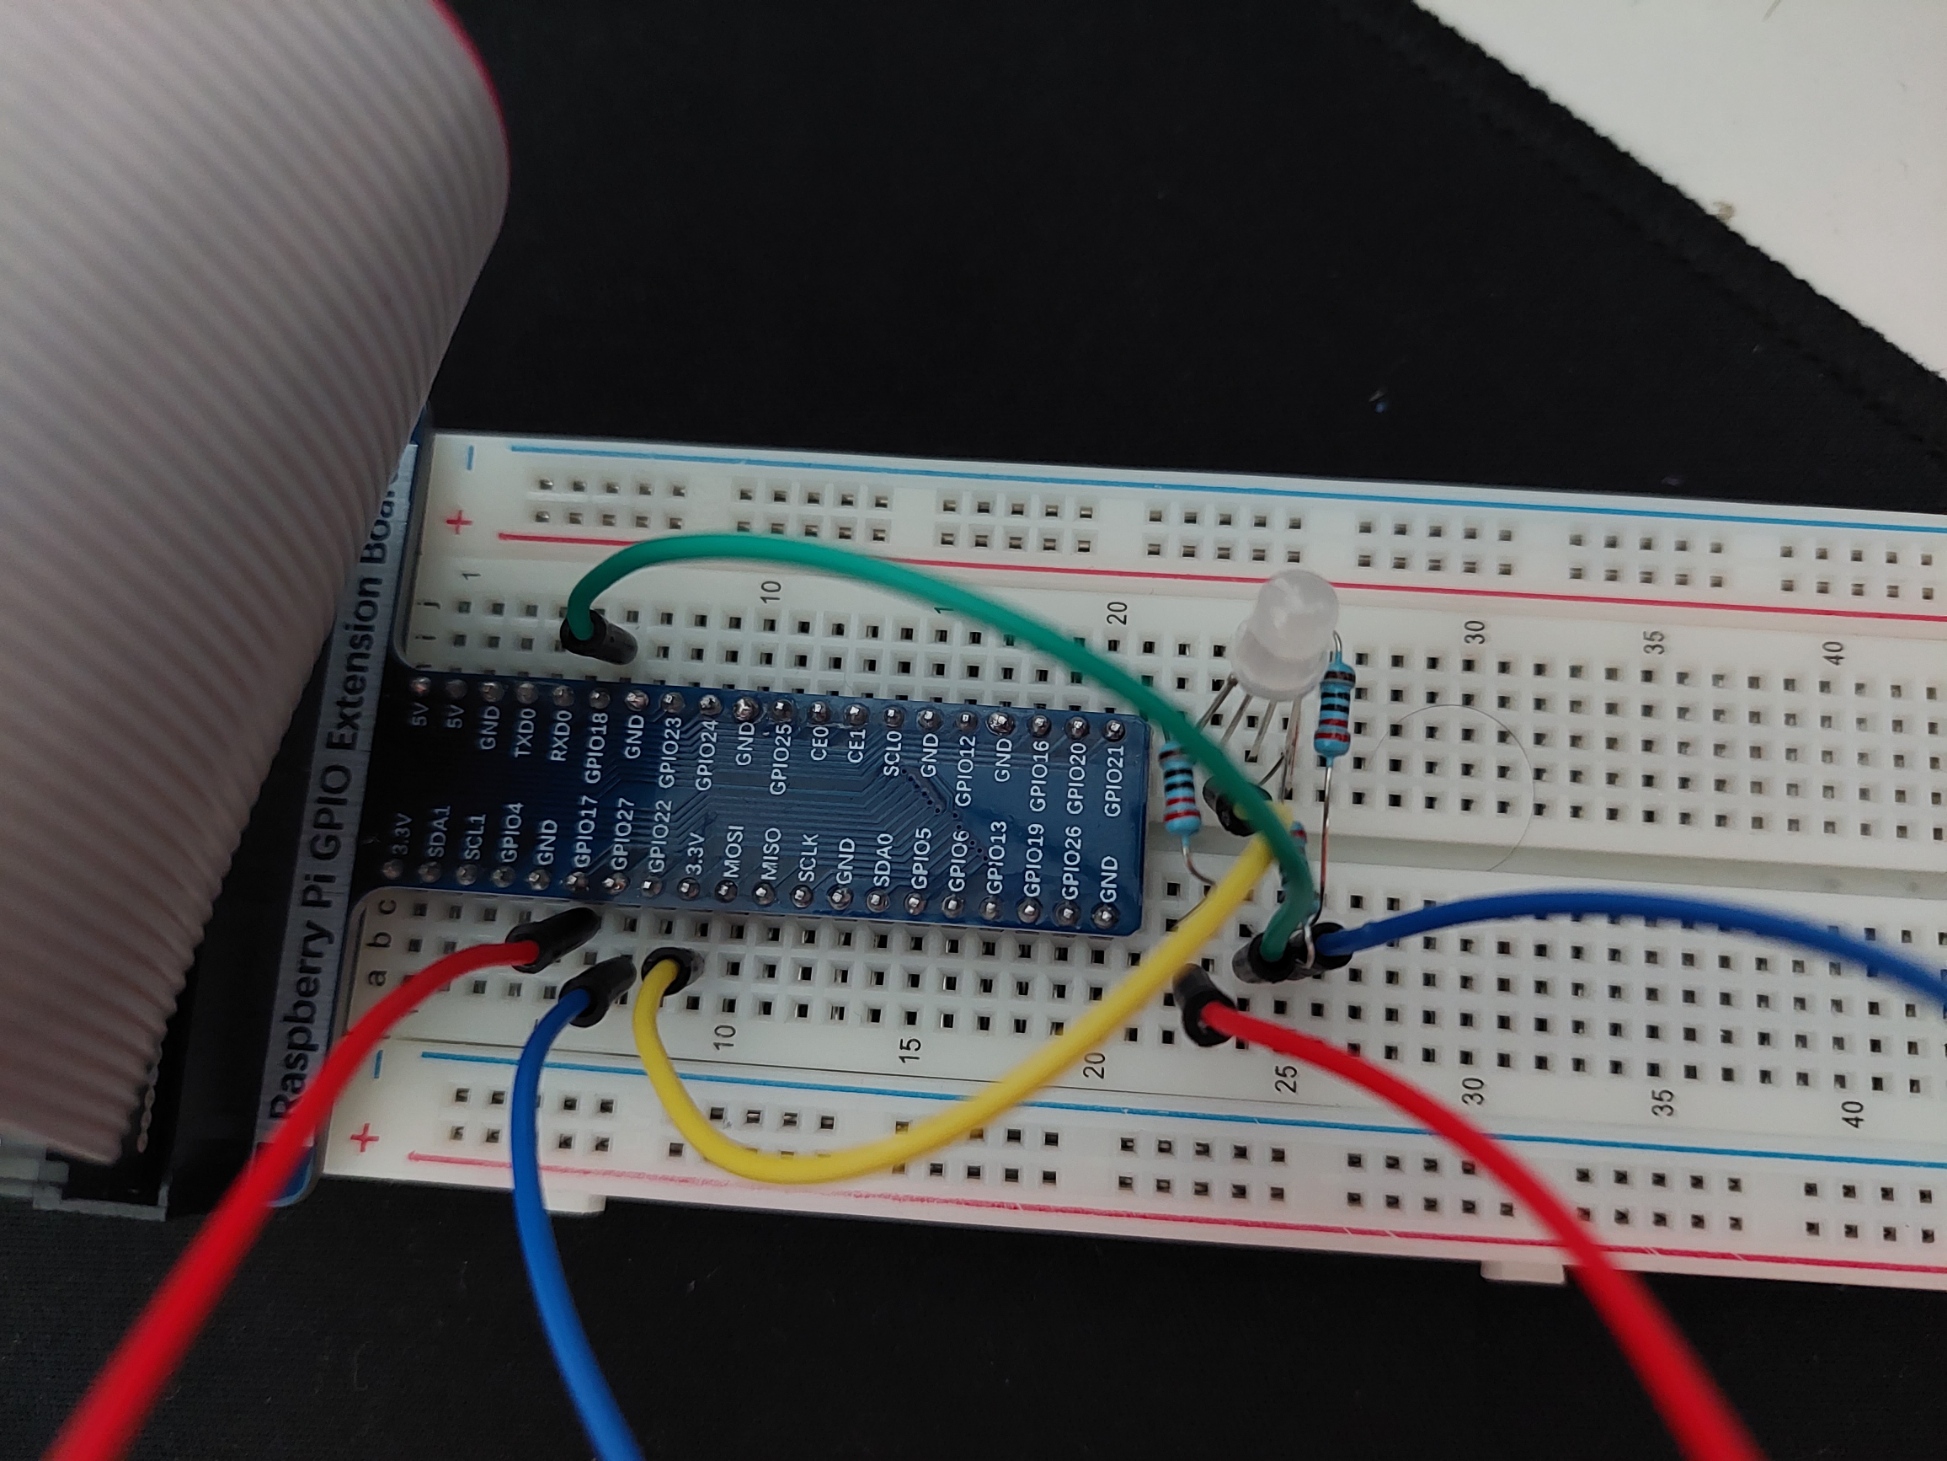 Raspberry Pi GPIO Extension Board
−
+
1
10
20
30
35
40
j
i
5V
5V
GND
TXD0
RXD0
GPIO18
GND
GPIO23
GPIO24
GND
GPIO25
CE0
CE1
SCL0
GND
GPIO12
GND
GPIO16
GPIO20
GPIO21
3.3V
SDA1
SCL1
GPIO4
GND
GPIO17
GPIO27
GPIO22
3.3V
MOSI
MISO
SCLK
GND
SDA0
GPIO5
GPIO6
GPIO13
GPIO19
GPIO26
GND
c
b
a
10
15
20
25
30
35
40
−
+